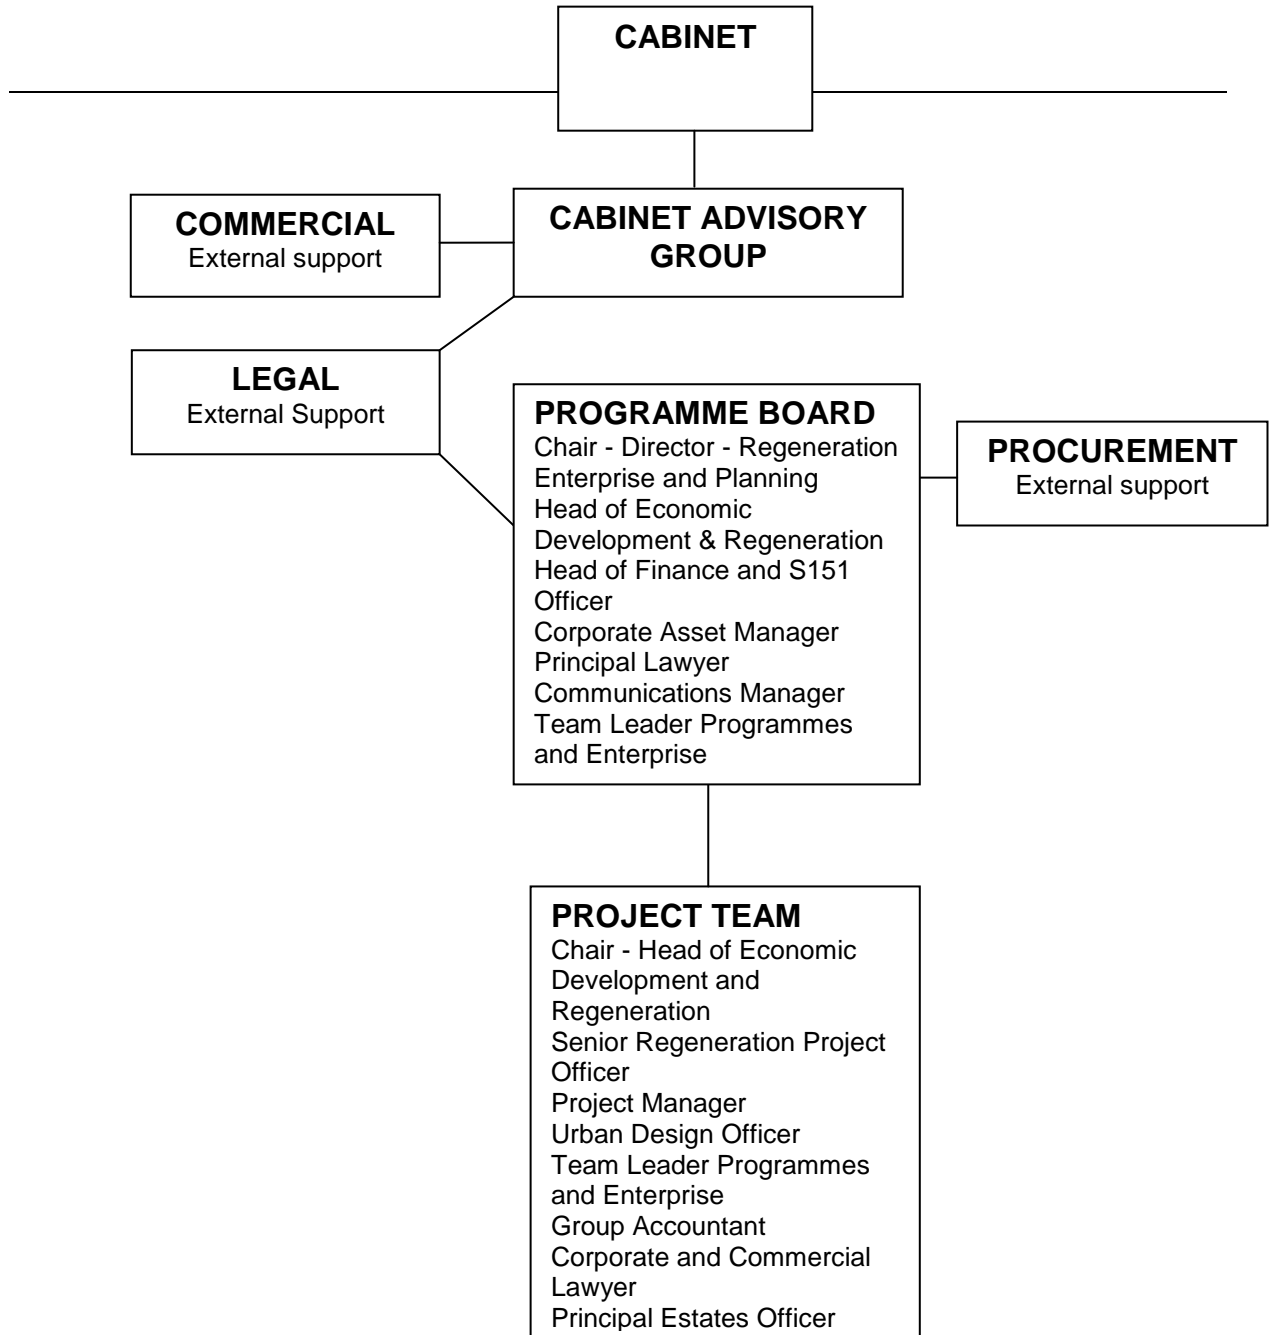 CABINET
COMMERCIAL
External support
CABINET ADVISORY
GROUP
LEGAL
External Support
PROGRAMME BOARD
Chair - Director - Regeneration
Enterprise and Planning
Head of Economic
Development & Regeneration
Head of Finance and S151
Officer
Corporate Asset Manager
Principal Lawyer
Communications Manager
Team Leader Programmes
and Enterprise
PROCUREMENT
External support
PROJECT TEAM
Chair - Head of Economic
Development and
Regeneration
Senior Regeneration Project
Officer
Project Manager
Urban Design Officer
Team Leader Programmes
and Enterprise
Group Accountant
Corporate and Commercial
Lawyer
Principal Estates Officer